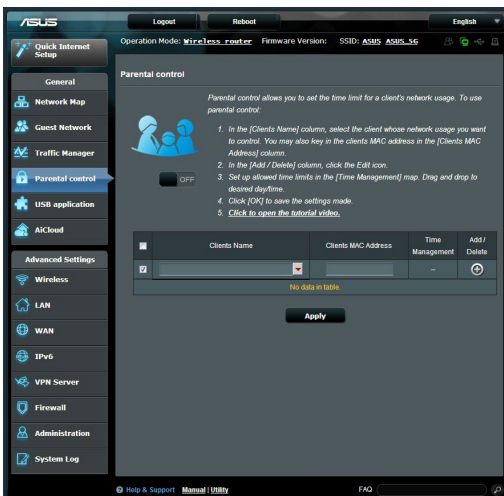 ASUS
Logout
Reboot
English
Quick Internet
Setup
Operation Mode: Wireless router Firmware Version: SSID: ASUS ASUS_5G
General
Network Map
Guest Network
Traffic Manager
Parental control
USB application
AiCloud
Advanced Settings
Wireless
LAN
WAN
IPv6
VPN Server
Firewall
Administration
System Log
Parental control
Parental control allows you to set the time limit for a client's network usage. To use
parental control:
1. In the [Clients Name] column, select the client whose network usage you want
to control. You may also key in the clients MAC address in the [Clients MAC
Address] column.
2. In the [Add / Delete] column, click the Edit icon.
3. Set up allowed time limits in the [Time Management] map. Drag and drop to
desired day/time.
4. Click [OK] to save the settings made.
5. Click to open the tutorial video.
OFF
Clients Name
Clients MAC Address
Time
Management
Add /
Delete
--
No data in table.
Apply
Help & Support Manual | Utility
FAQ